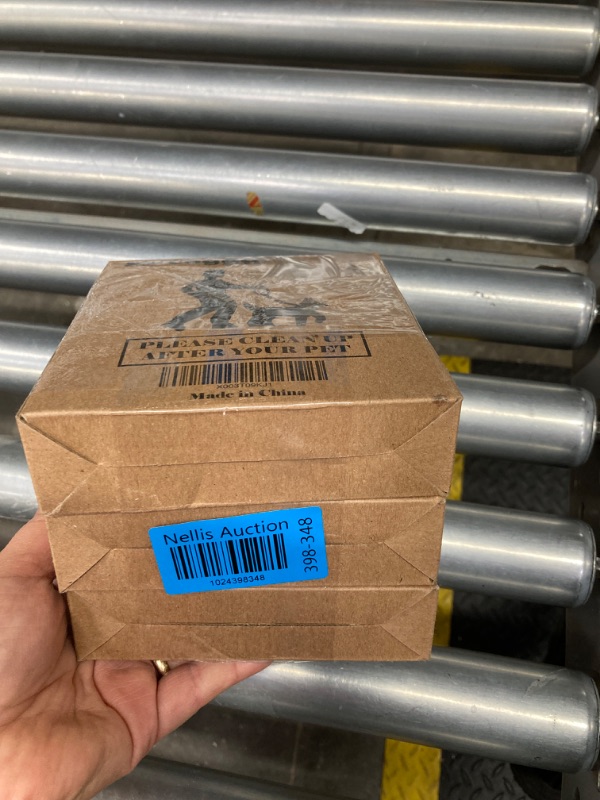 PLEASE CLEAN UP
AFTER YOUR PET
Made in China
Nellis Auction
1024398348
398-348